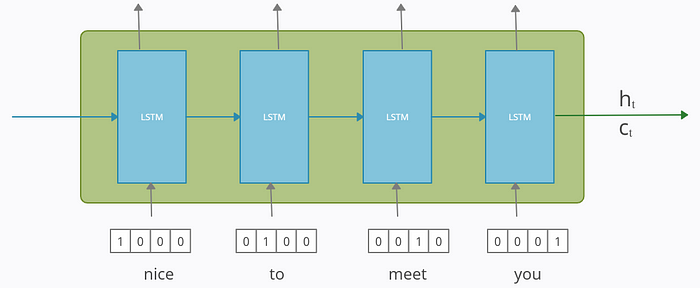 LSTM LSTM LSTM LSTM
hₜ
cₜ
1 0 0 0 0 1 0 0 0 0 1 0 0 0 0 1
nice to meet you